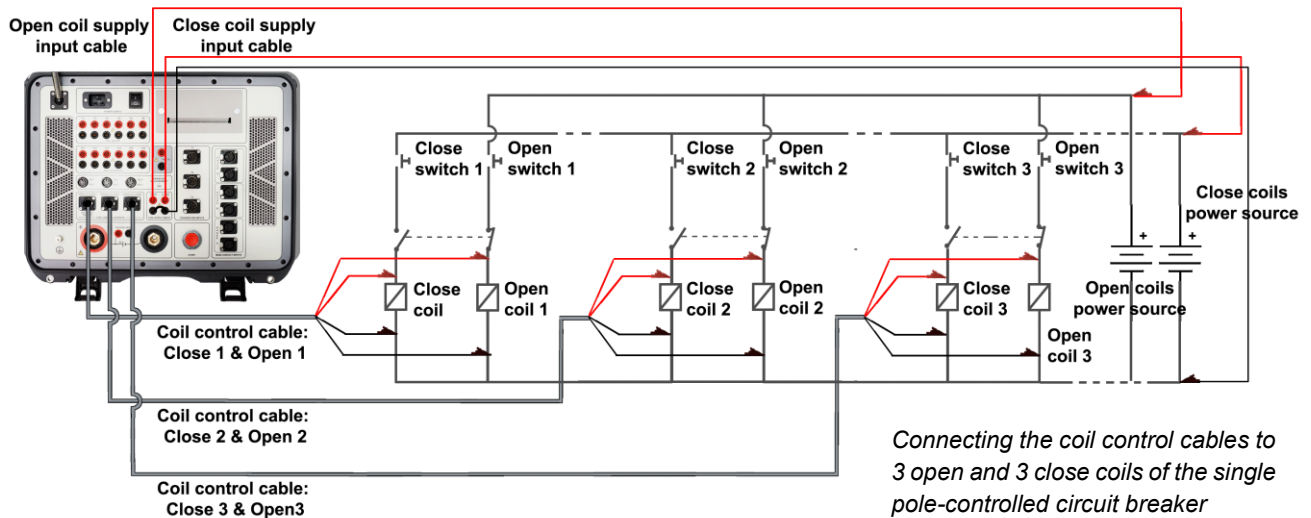 Open coil supply
input cable
Close coil supply
input cable
Close
switch 1
Open
switch 1
Close
switch 2
Open
switch 2
Close
switch 3
Open
switch 3
Close coils
power source
+
+
Close
coil
Open
coil 1
Close
coil 2
Open
coil 2
Close
coil 3
Open
coil 3
Open coils
power source
Coil control cable:
Close 1 & Open 1
Coil control cable:
Close 2 & Open 2
Coil control cable:
Close 3 & Open3
Connecting the coil control cables to
3 open and 3 close coils of the single
pole-controlled circuit breaker